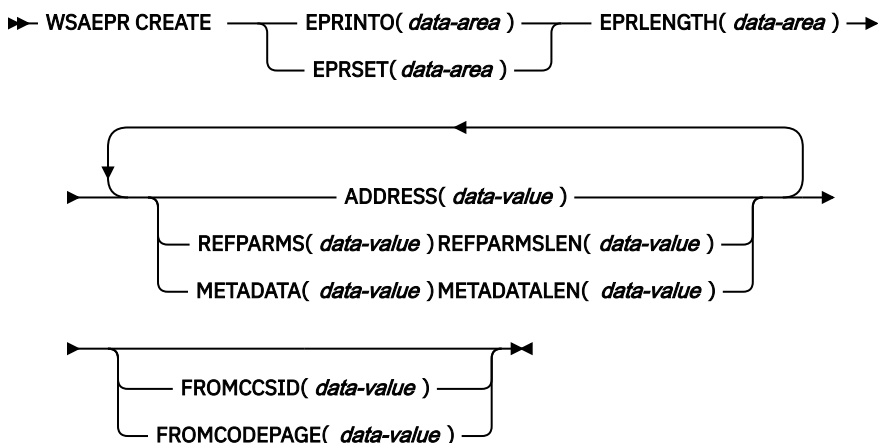 WSAEPR CREATE EPRINTO( data-area ) EPRLENGTH( data-area )
EPRSET( data-area )
ADDRESS( data-value )
REFPARMS( data-value )REFPARMSLEN( data-value )
METADATA( data-value )METADATALEN( data-value )
FROMCCSID( data-value )
FROMCODEPAGE( data-value )